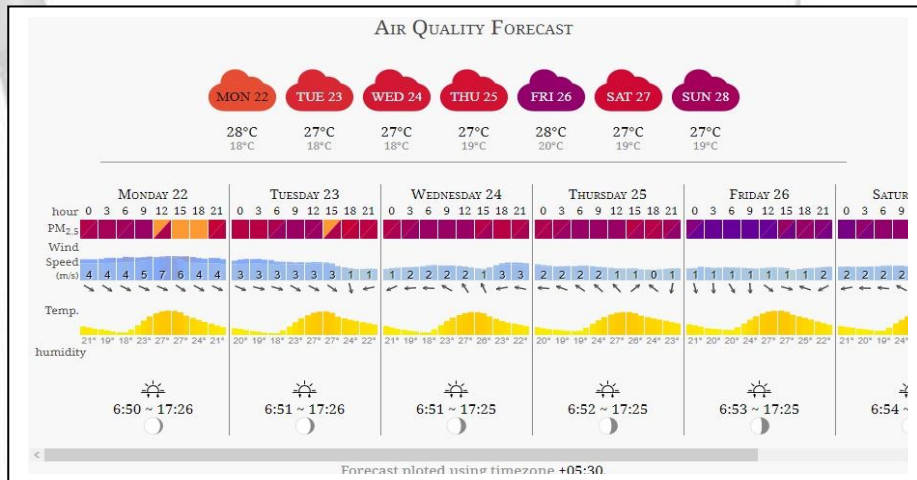 AIR QUALITY FORECAST
MON 22 TUE 23 WED 24 THU 25 FRI 26 SAT 27 SUN 28
28°C 27°C 27°C 27°C 28°C 27°C 27°C
18°C 18°C 18°C 19°C 20°C 19°C 19°C
MONDAY 22 TUESDAY 23 WEDNESDAY 24 THURSDAY 25 FRIDAY 26 SATUR
hour 0 3 6 9 12 15 18 21 0 3 6 9 12 15 18 21 0 3 6 9 12 15 18 21 0 3 6 9 12 15 18 21 0 3 6 9 12 15 18 21 0 3 6 9
PM2.5
Wind
Speed
(m/s) 4 4 4 5 7 6 4 4 3 3 3 3 3 3 1 1 1 2 2 2 2 1 3 3 2 2 2 2 1 1 0 1 1 1 1 1 1 1 1 2 2 2 2 2
Temp.
21° 19° 18° 23° 27° 27° 24° 21° 20° 19° 18° 23° 27° 27° 24° 22° 21° 19° 18° 23° 27° 26° 23° 22° 20° 19° 19° 24° 27° 26° 24° 23° 21° 20° 20° 24° 27° 27° 25° 22° 21° 20° 19° 24°
humidity
6:50 ~ 17:26 6:51 ~ 17:26 6:51 ~ 17:25 6:52 ~ 17:25 6:53 ~ 17:25 6:54 ~
Forecast ploted using timezone +05:30.